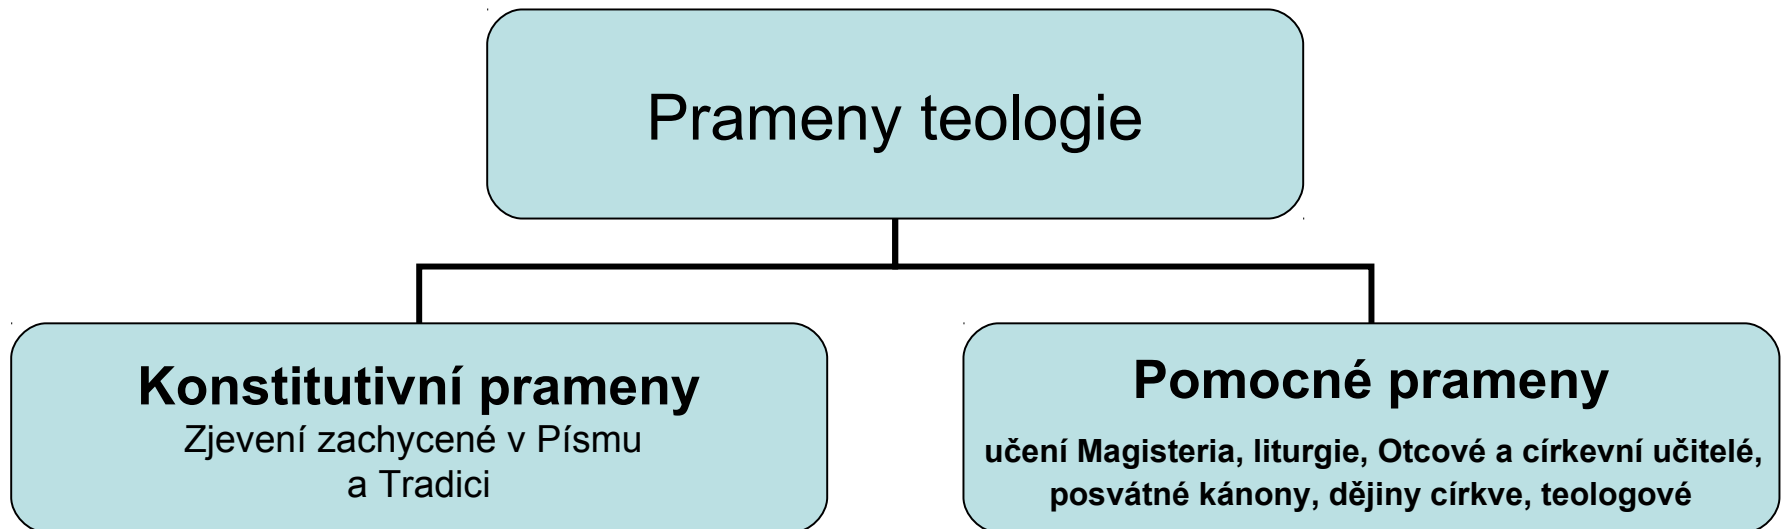 Prameny teologie
Konstitutivní prameny
Zjevení zachycené v Písmu
a Tradici
Pomocné prameny
učení Magisteria, liturgie, Otcové a církevní učitelé,
posvátné kánony, dějiny církve, teologové